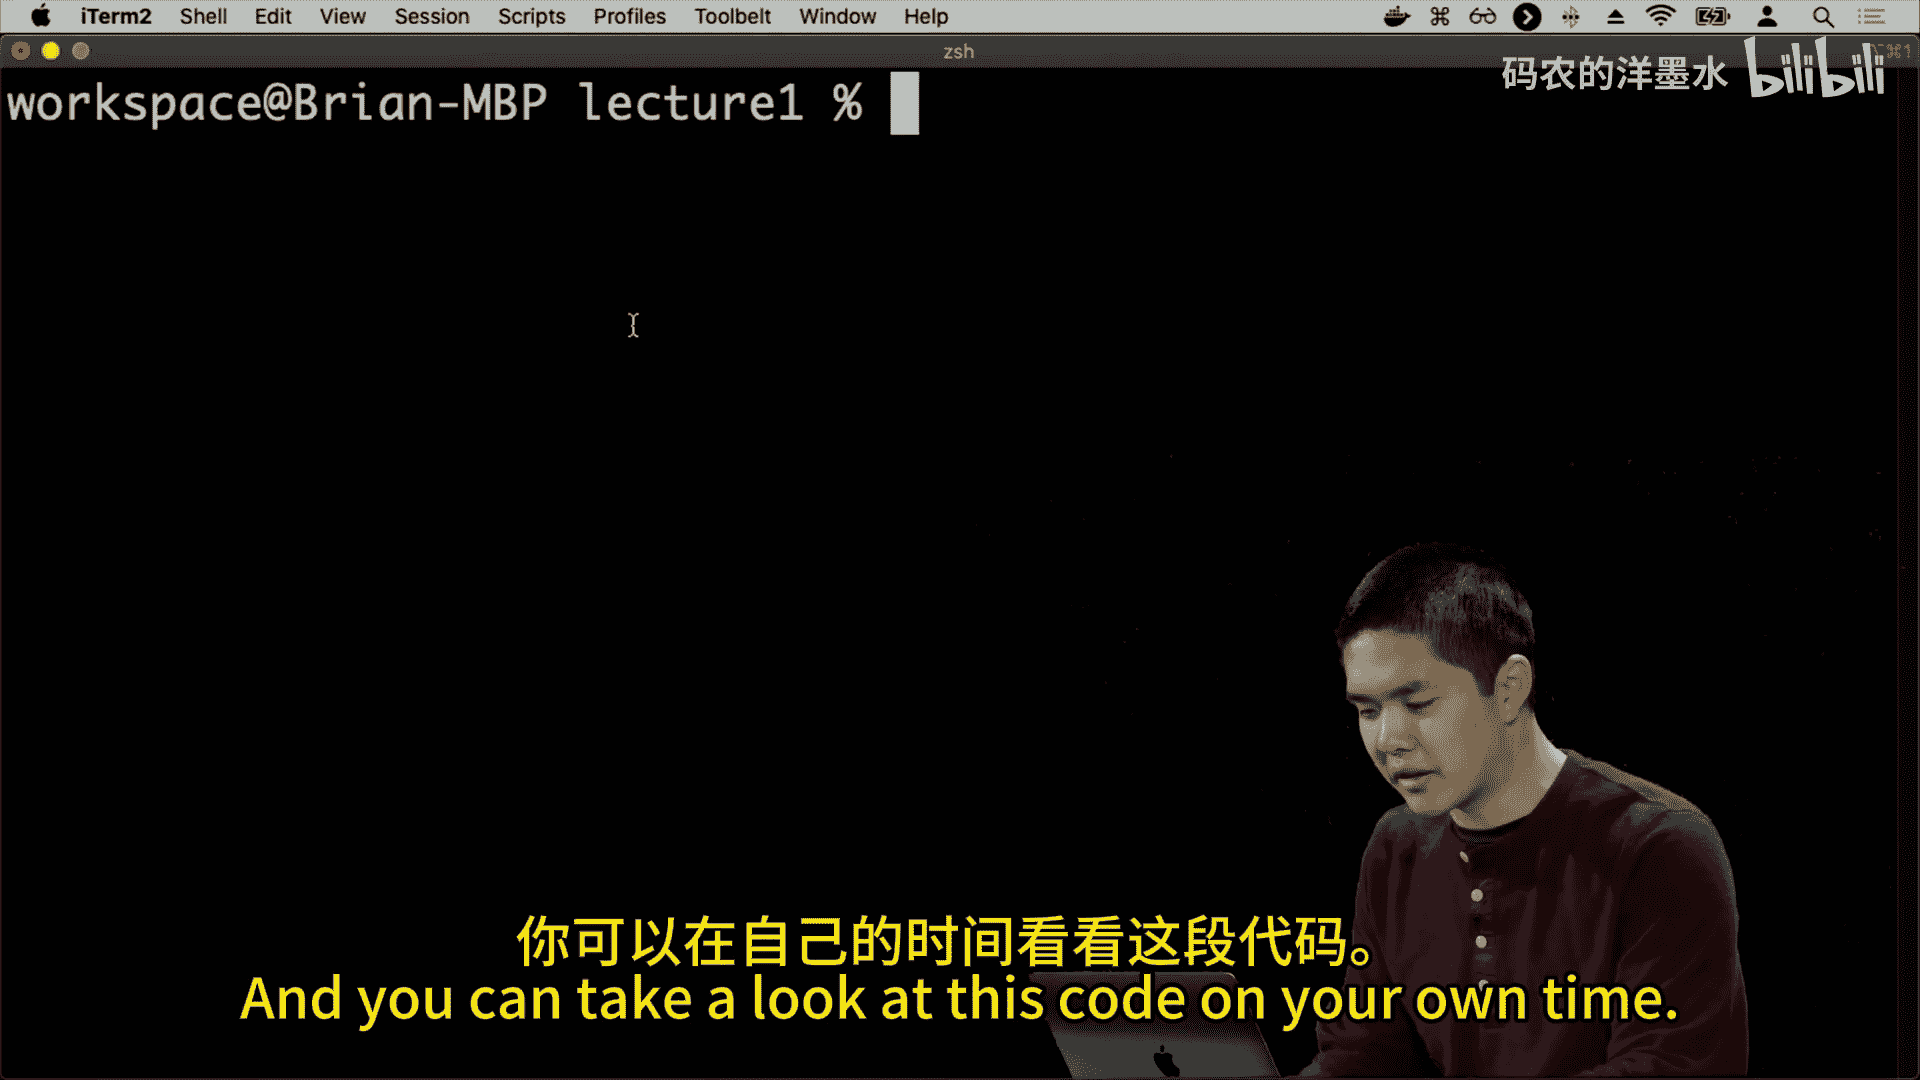 iTerm2 Shell Edit View Session Scripts Profiles Toolbelt Window Help
zsh
⌥⌘1
码农的洋墨水 bilibili
workspace@Brian-MBP lecture1 %
你可以在自己的时间看看这段代码。
And you can take a look at this code on your own time.